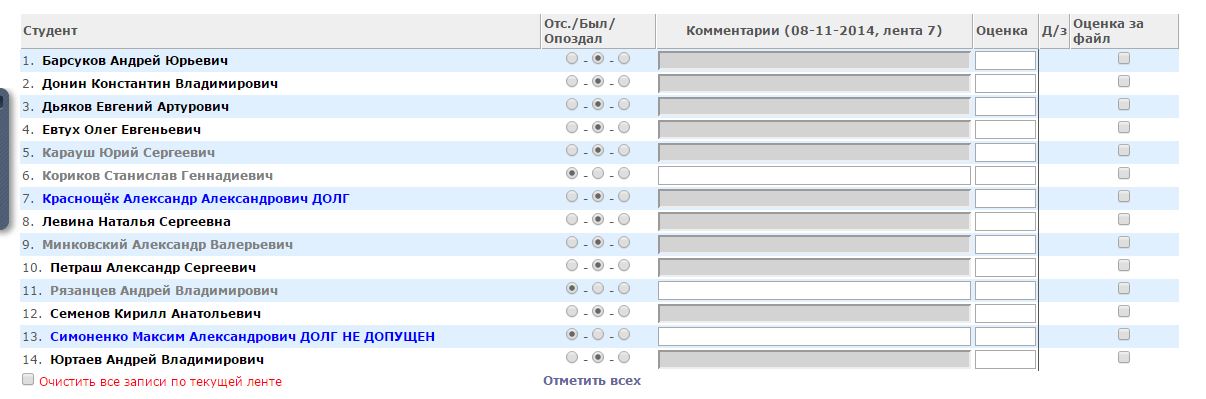 Студент Отс./Был/Опоздал Комментарии (08-11-2014, лента 7) Оценка Д/з Оценка за файл
1. Барсуков Андрей Юрьевич
2. Донин Константин Владимирович
3. Дьяков Евгений Артурович
4. Евтух Олег Евгеньевич
5. Карауш Юрий Сергеевич
6. Кориков Станислав Геннадиевич
7. Краснощёк Александр Александрович ДОЛГ
8. Левина Наталья Сергеевна
9. Минковский Александр Валерьевич
10. Петраш Александр Сергеевич
11. Рязанцев Андрей Владимирович
12. Семенов Кирилл Анатольевич
13. Симоненко Максим Александрович ДОЛГ НЕ ДОПУЩЕН
14. Юртаев Андрей Владимирович
Очистить все записи по текущей ленте Отметить всех